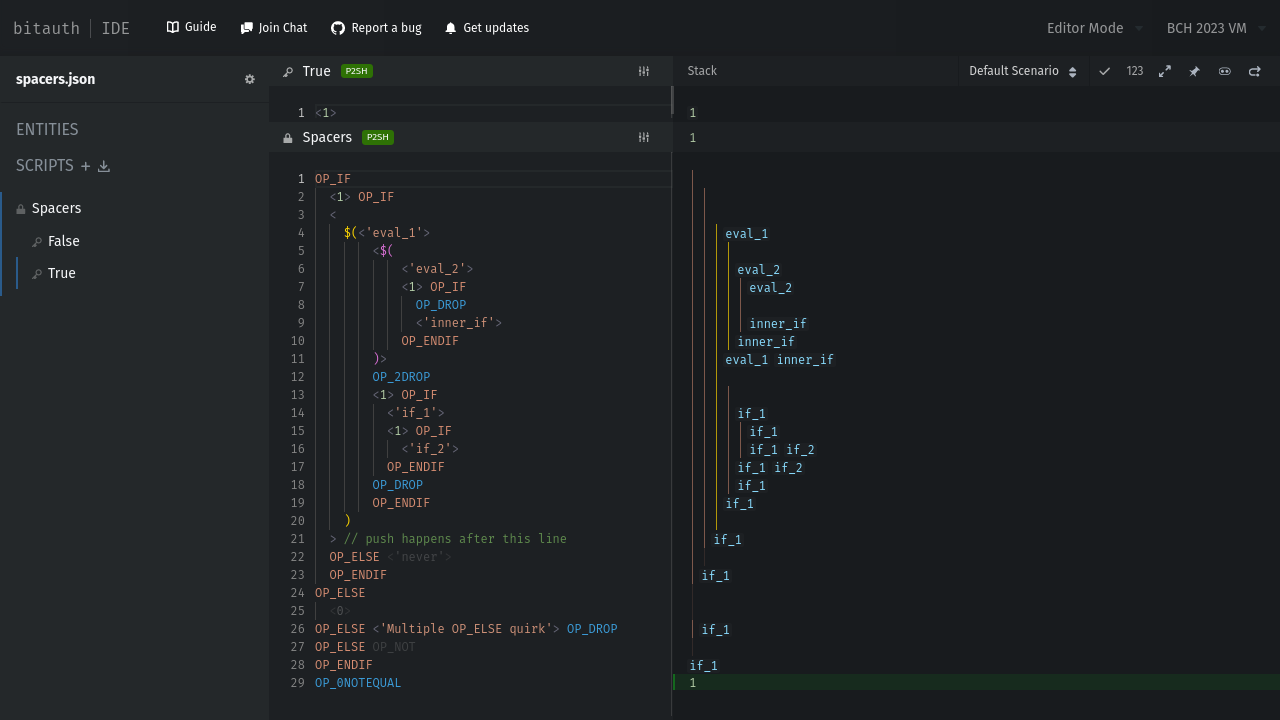 bitauth | IDE Guide Join Chat Report a bug Get updates Editor Mode BCH 2023 VM
spacers.json
ENTITIES
SCRIPTS +
Spacers
False
True
True P2SH
1 <1>
Spacers P2SH
1 OP_IF
2 <1> OP_IF
3 <
4 $(<'eval_1'>
5 <$(
6 <'eval_2'>
7 <1> OP_IF
8 OP_DROP
9 <'inner_if'>
10 OP_ENDIF
11 )>
12 OP_2DROP
13 <1> OP_IF
14 <'if_1'>
15 <1> OP_IF
16 <'if_2'>
17 OP_ENDIF
18 OP_DROP
19 OP_ENDIF
20 )
21 > // push happens after this line
22 OP_ELSE <'never'>
23 OP_ENDIF
24 OP_ELSE
25 <0>
26 OP_ELSE <'Multiple OP_ELSE quirk'> OP_DROP
27 OP_ELSE OP_NOT
28 OP_ENDIF
29 OP_0NOTEQUAL
Stack Default Scenario 123
1
1
eval_1
eval_2
eval_2
inner_if
inner_if
eval_1 inner_if
if_1
if_1
if_1 if_2
if_1 if_2
if_1
if_1
if_1
if_1
if_1
if_1
1